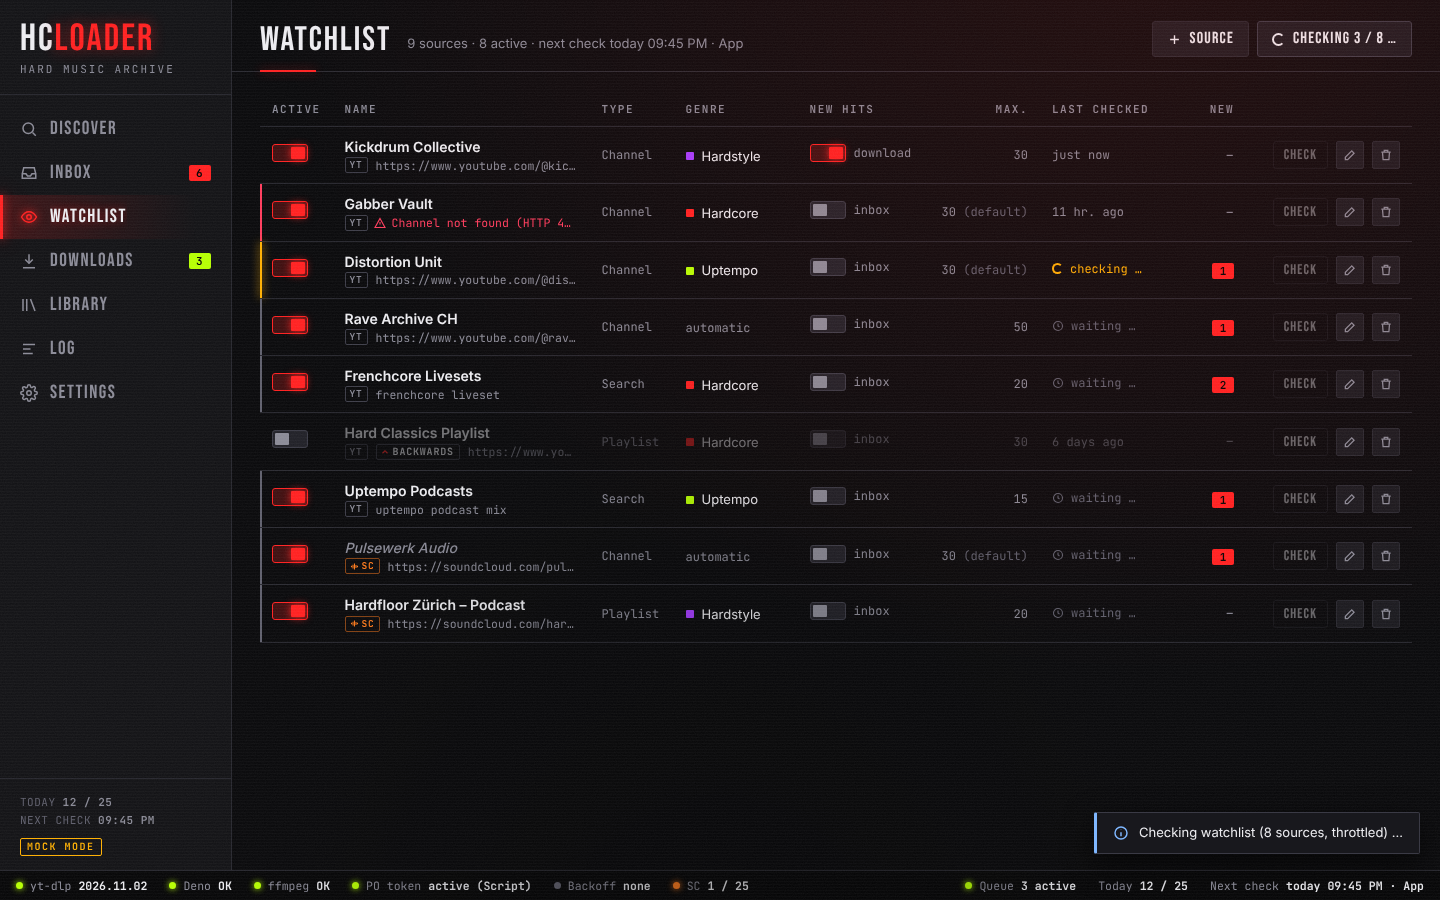 HCLOADER
HARD MUSIC ARCHIVE
DISCOVER
INBOX 6
WATCHLIST
DOWNLOADS 3
LIBRARY
LOG
SETTINGS
TODAY 12 / 25
NEXT CHECK 09:45 PM
MOCK MODE
WATCHLIST 9 sources · 8 active · next check today 09:45 PM · App + SOURCE CHECKING 3 / 8 …
ACTIVE NAME TYPE GENRE NEW HITS MAX. LAST CHECKED NEW
Kickdrum Collective
YT https://www.youtube.com/@kic… Channel Hardstyle download 30 just now – CHECK
Gabber Vault
YT Channel not found (HTTP 4… Channel Hardcore inbox 30 (default) 11 hr. ago – CHECK
Distortion Unit
YT https://www.youtube.com/@dis… Channel Uptempo inbox 30 (default) checking … 1 CHECK
Rave Archive CH
YT https://www.youtube.com/@rav… Channel automatic inbox 50 waiting … 1 CHECK
Frenchcore Livesets
YT frenchcore liveset Search Hardcore inbox 20 waiting … 2 CHECK
Hard Classics Playlist
YT BACKWARDS https://www.yo… Playlist Hardcore inbox 30 6 days ago – CHECK
Uptempo Podcasts
YT uptempo podcast mix Search Uptempo inbox 15 waiting … 1 CHECK
Pulsewerk Audio
SC https://soundcloud.com/pul… Channel automatic inbox 30 (default) waiting … 1 CHECK
Hardfloor Zürich – Podcast
SC https://soundcloud.com/har… Playlist Hardstyle inbox 20 waiting … – CHECK
Checking watchlist (8 sources, throttled) …
yt-dlp 2026.11.02 Deno OK ffmpeg OK PO token active (Script) Backoff none SC 1 / 25 Queue 3 active Today 12 / 25 Next check today 09:45 PM · App